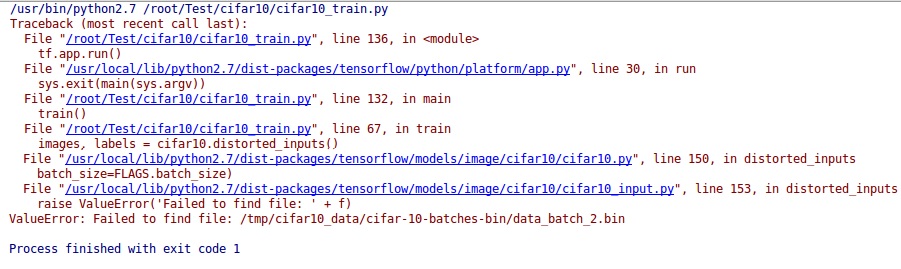 /usr/bin/python2.7 /root/Test/cifar10/cifar10_train.py
Traceback (most recent call last):
File "/root/Test/cifar10/cifar10_train.py", line 136, in <module>
tf.app.run()
File "/usr/local/lib/python2.7/dist-packages/tensorflow/python/platform/app.py", line 30, in run
sys.exit(main(sys.argv))
File "/root/Test/cifar10/cifar10_train.py", line 132, in main
train()
File "/root/Test/cifar10/cifar10_train.py", line 67, in train
images, labels = cifar10.distorted_inputs()
File "/usr/local/lib/python2.7/dist-packages/tensorflow/models/image/cifar10/cifar10.py", line 150, in distorted_inputs
batch_size=FLAGS.batch_size)
File "/usr/local/lib/python2.7/dist-packages/tensorflow/models/image/cifar10/cifar10_input.py", line 153, in distorted_inputs
raise ValueError('Failed to find file: ' + f)
ValueError: Failed to find file: /tmp/cifar10_data/cifar-10-batches-bin/data_batch_2.bin
Process finished with exit code 1